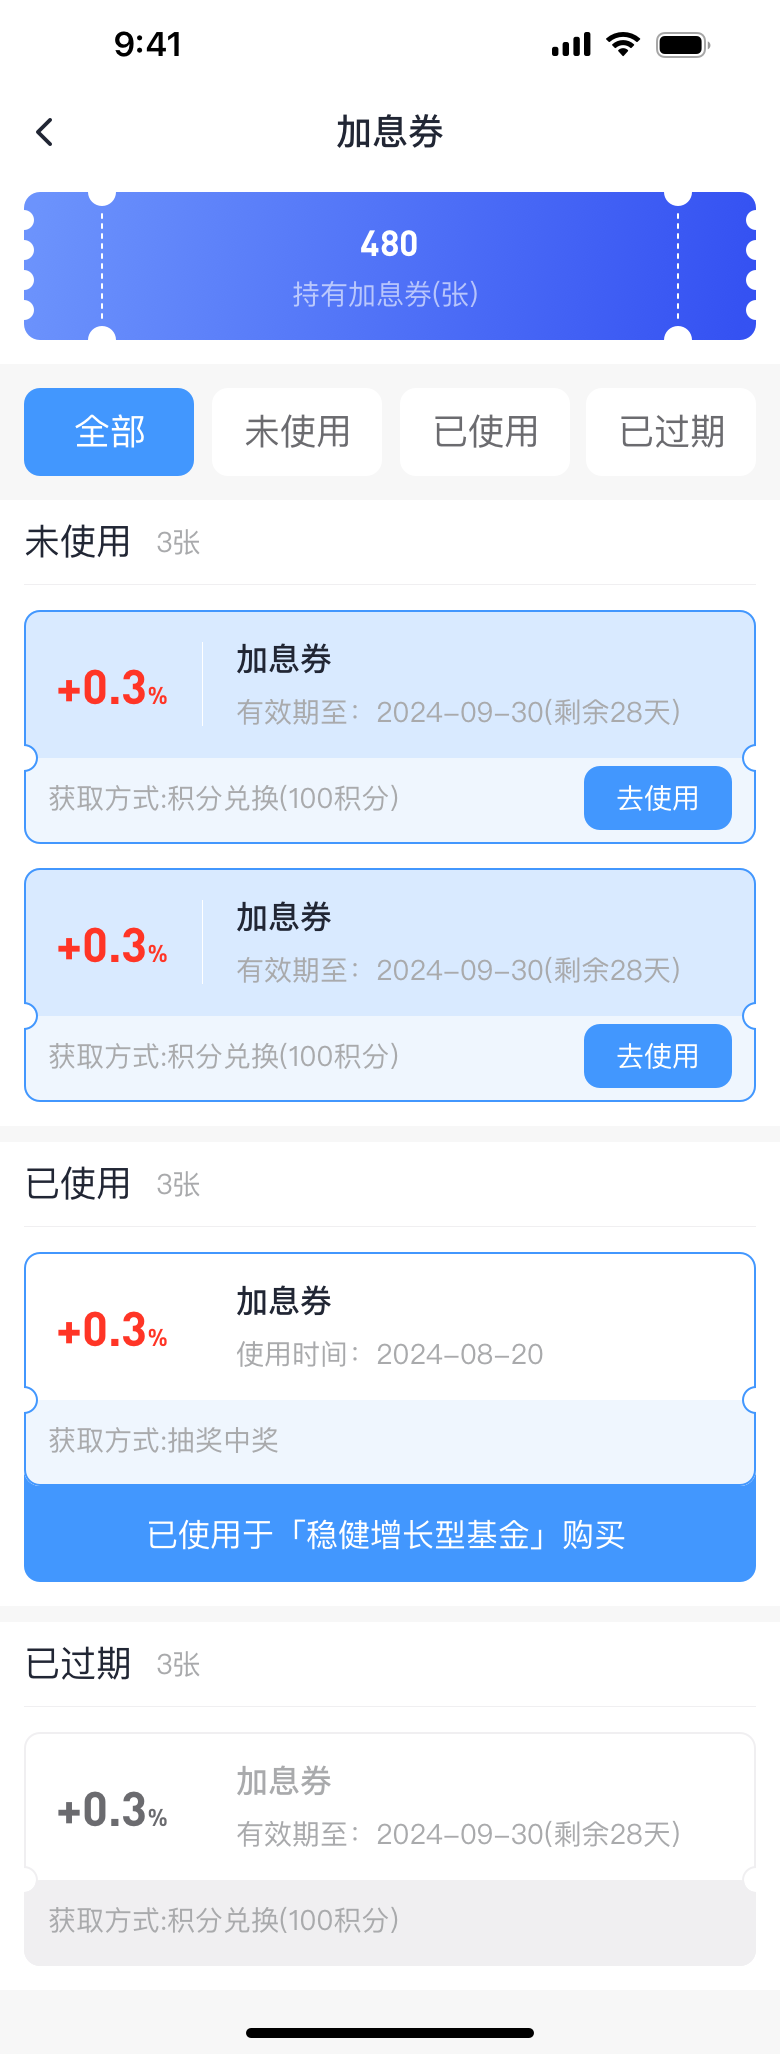 9:41
加息券
480
持有加息券(张)
全部 未使用 已使用 已过期
未使用 3张
加息券
+0.3%
有效期至：2024-09-30(剩余28天)
获取方式:积分兑换(100积分) 去使用
加息券
+0.3%
有效期至：2024-09-30(剩余28天)
获取方式:积分兑换(100积分) 去使用
已使用 3张
加息券
+0.3%
使用时间：2024-08-20
获取方式:抽奖中奖
已使用于「稳健增长型基金」购买
已过期 3张
加息券
+0.3%
有效期至：2024-09-30(剩余28天)
获取方式:积分兑换(100积分)